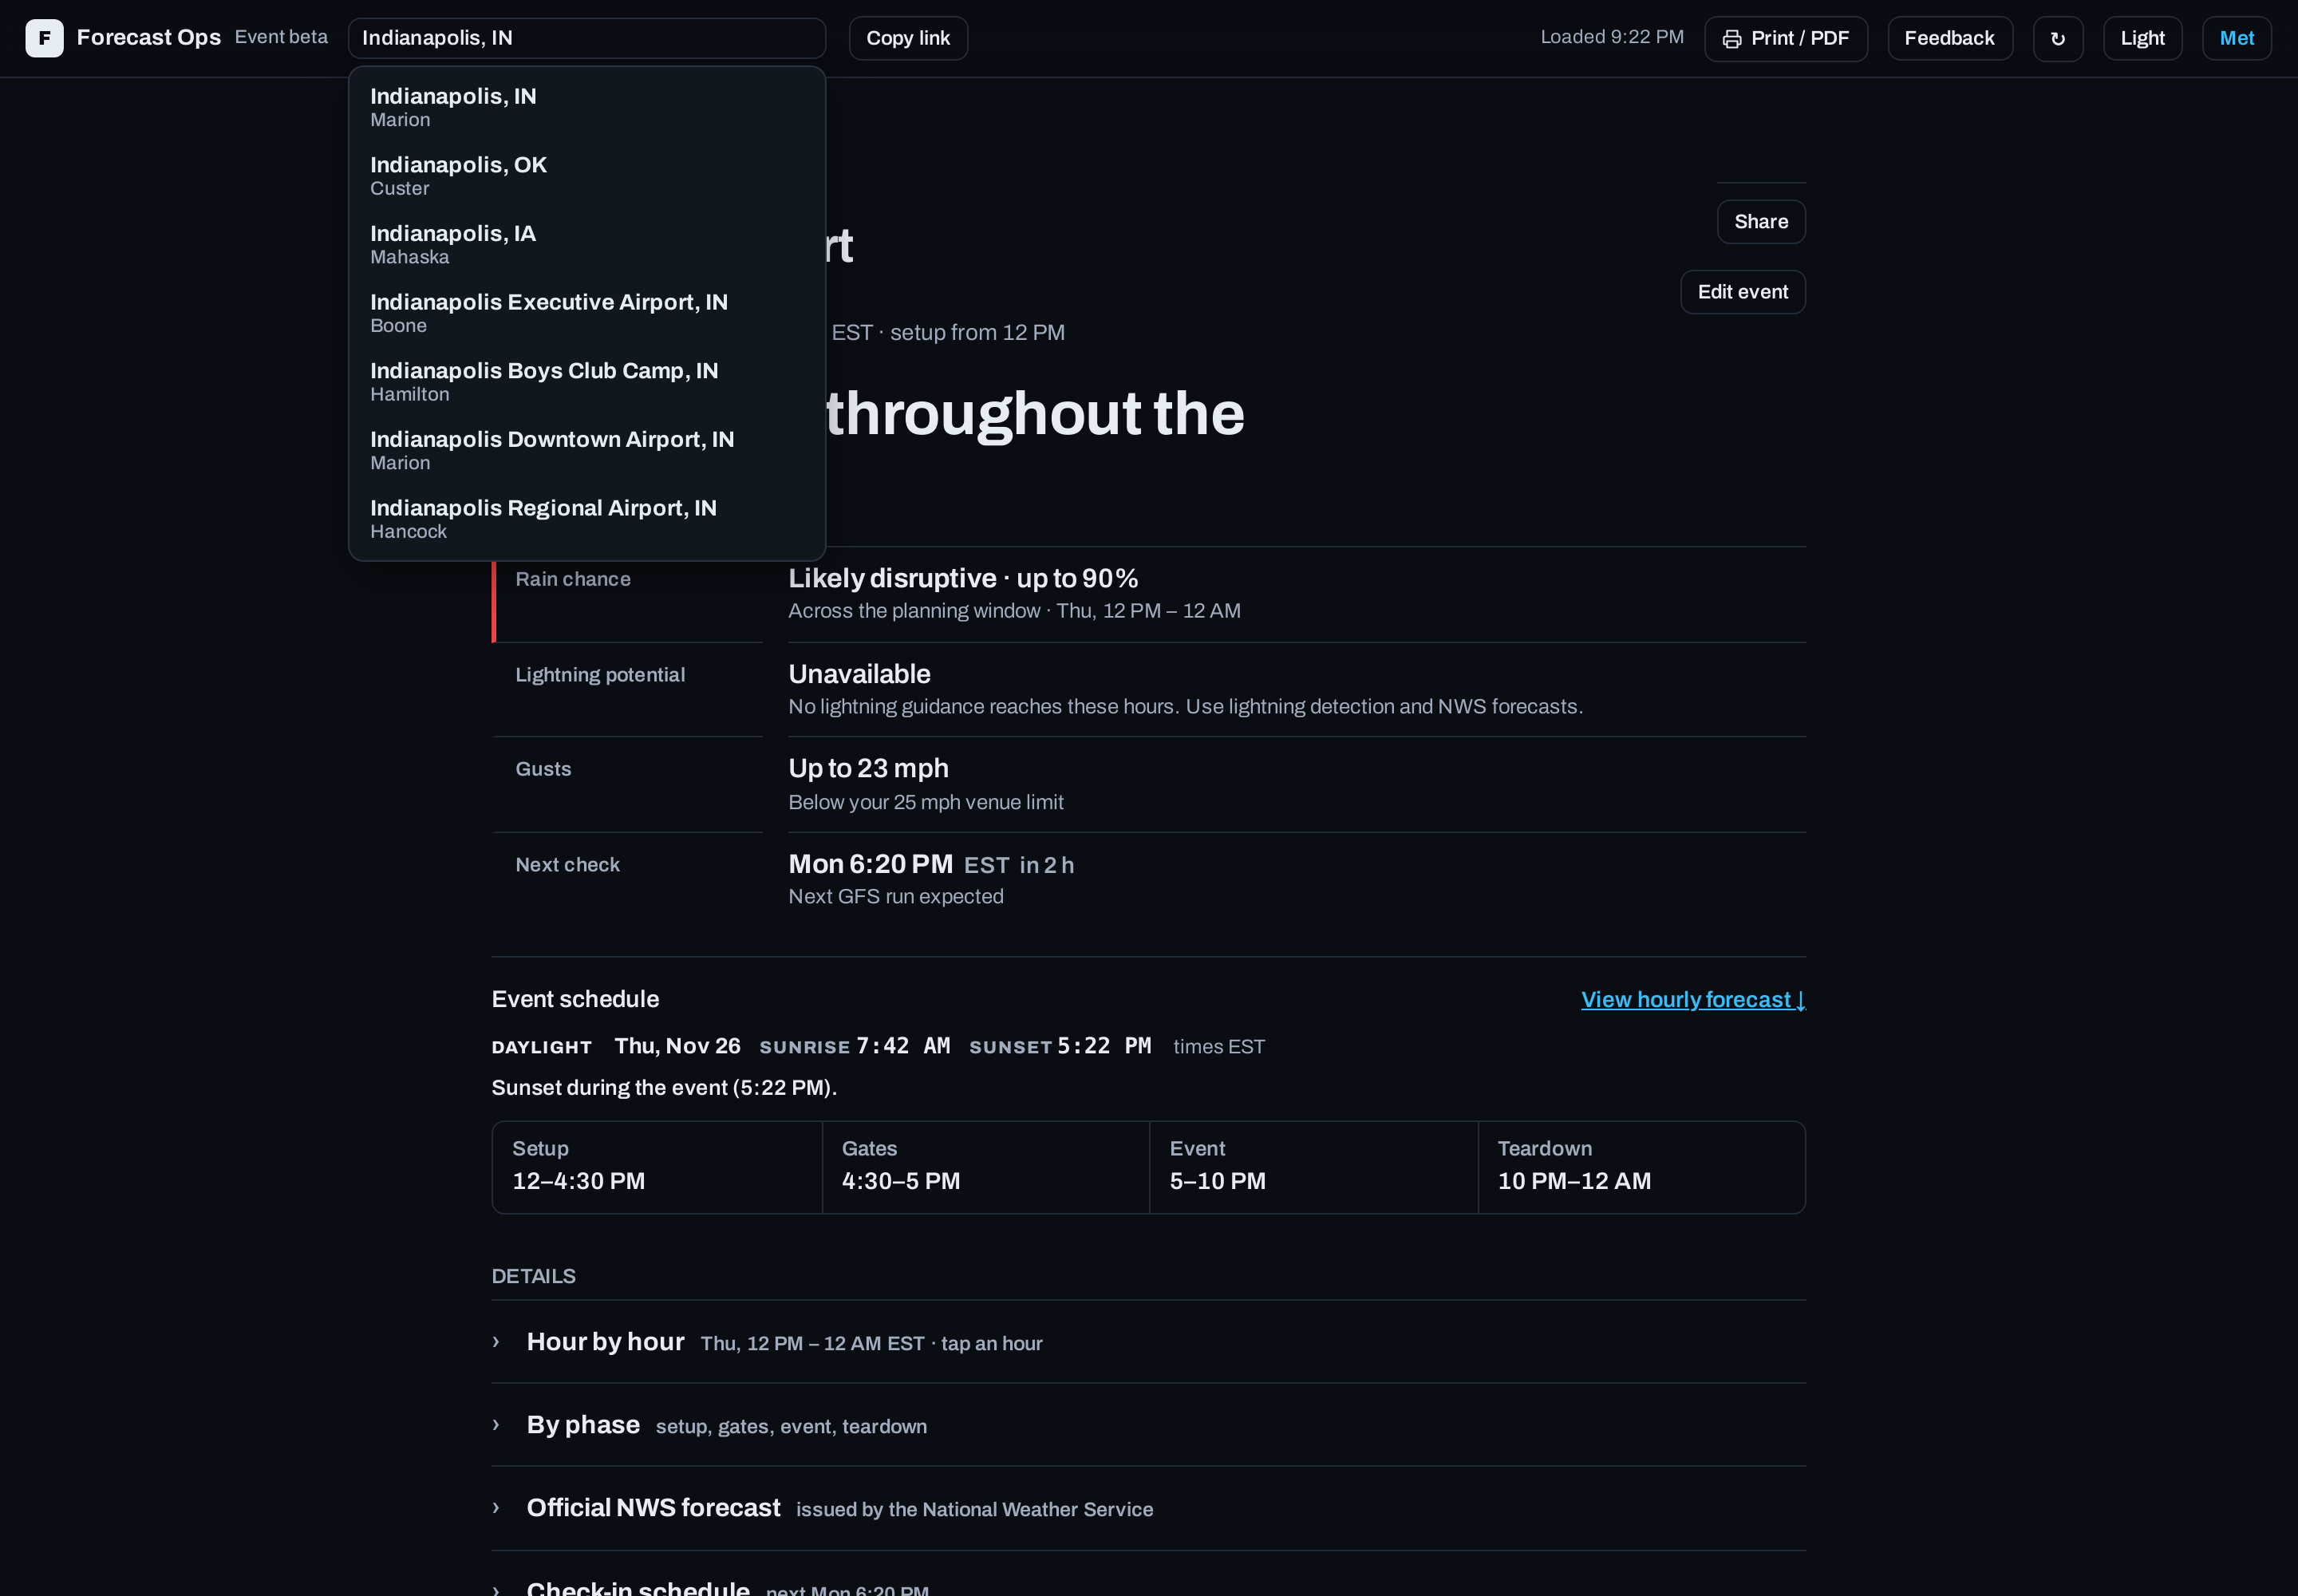 F Forecast Ops Event beta Indianapolis, IN Copy link Loaded 9:22 PM Print / PDF Feedback ↻ Light Met
Indianapolis, IN
Marion
Indianapolis, OK
Custer
Indianapolis, IA
Mahaska
Indianapolis Executive Airport, IN
Boone
Indianapolis Boys Club Camp, IN
Hamilton
Indianapolis Downtown Airport, IN
Marion
Indianapolis Regional Airport, IN
Hancock
Share
Edit event
EST · setup from 12 PM
throughout the
Rain chance
Likely disruptive · up to 90%
Across the planning window · Thu, 12 PM – 12 AM
Lightning potential
Unavailable
No lightning guidance reaches these hours. Use lightning detection and NWS forecasts.
Gusts
Up to 23 mph
Below your 25 mph venue limit
Next check
Mon 6:20 PM EST in 2 h
Next GFS run expected
Event schedule
View hourly forecast ↓
DAYLIGHT Thu, Nov 26 SUNRISE 7:42 AM SUNSET 5:22 PM times EST
Sunset during the event (5:22 PM).
Setup
12–4:30 PM
Gates
4:30–5 PM
Event
5–10 PM
Teardown
10 PM–12 AM
DETAILS
› Hour by hour Thu, 12 PM – 12 AM EST · tap an hour
› By phase setup, gates, event, teardown
› Official NWS forecast issued by the National Weather Service
› Check-in schedule next Mon 6:20 PM